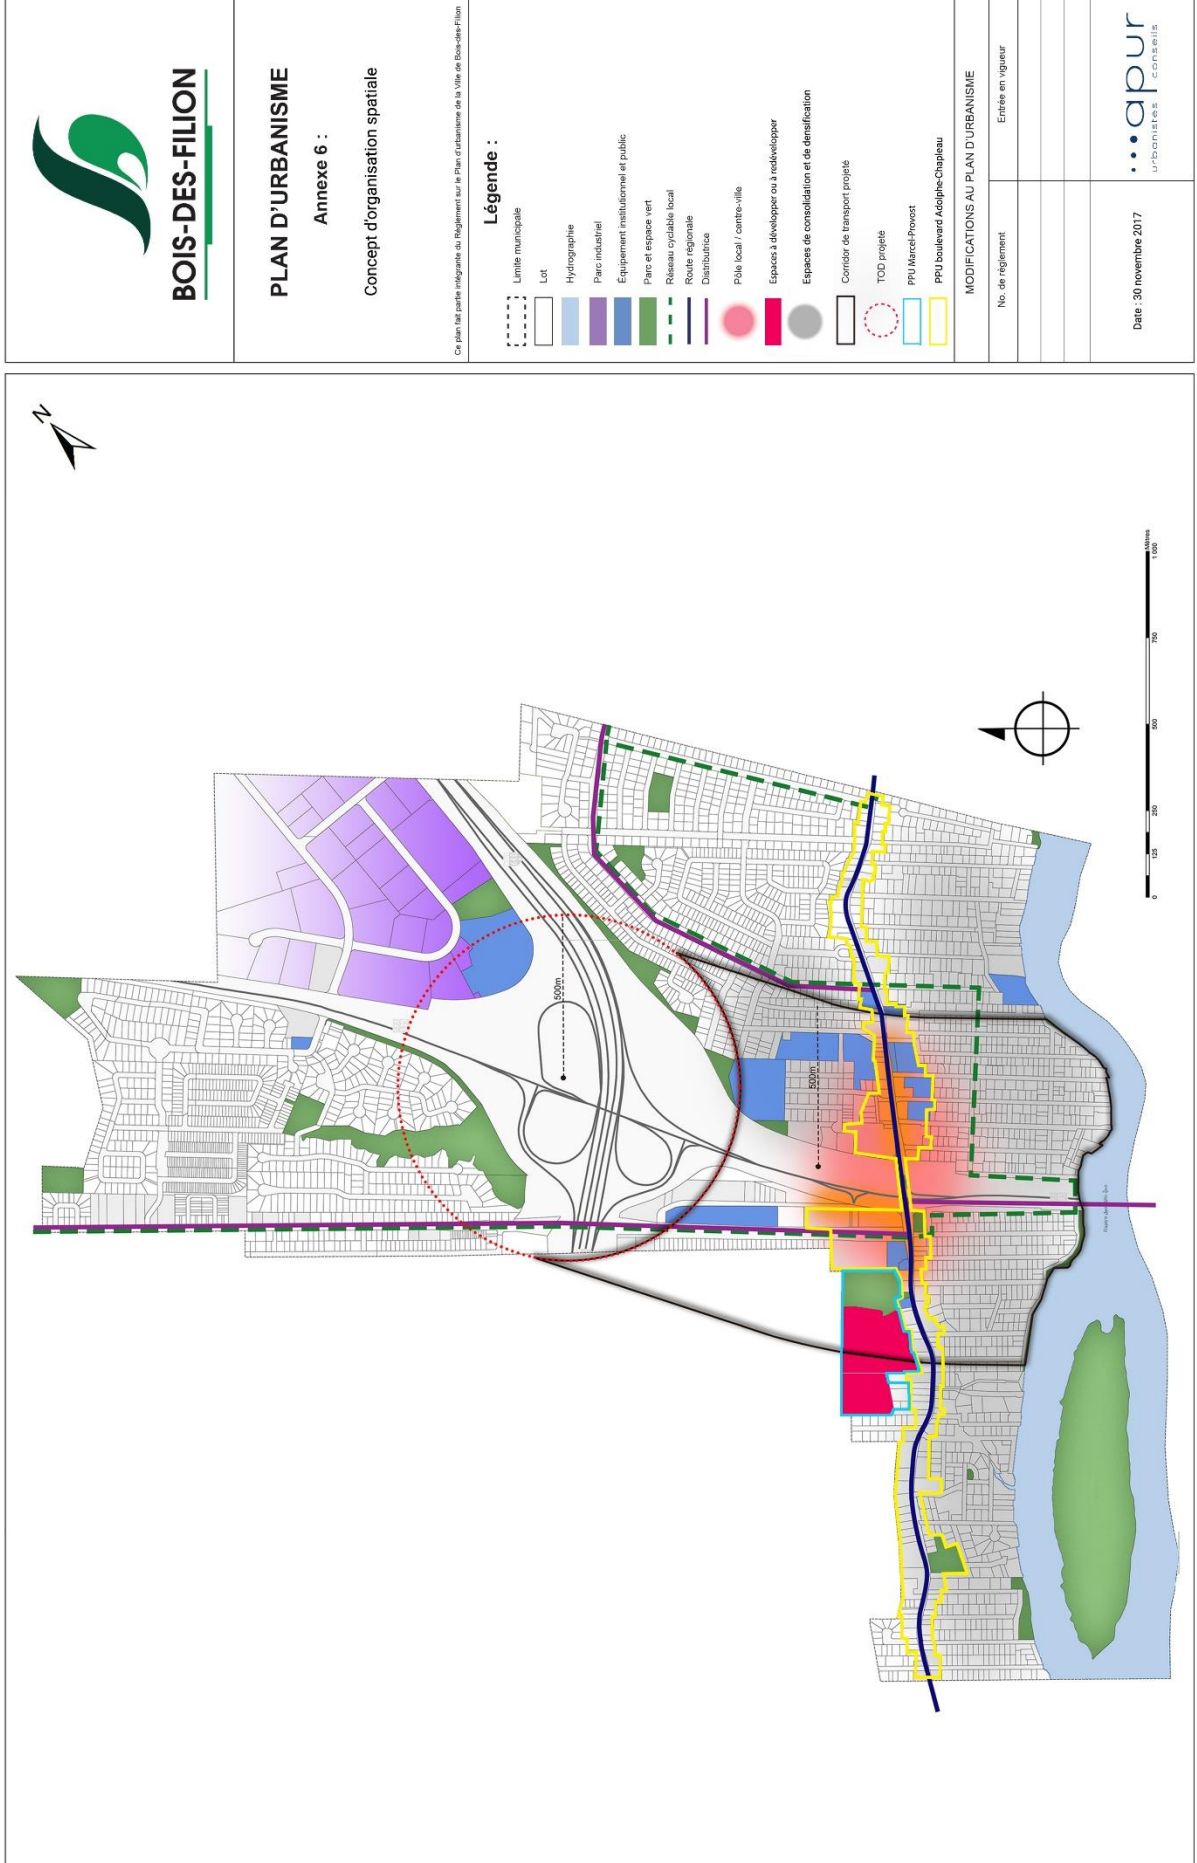 BOIS-DES-FILION
PLAN D'URBANISME
Annexe 6 :
Concept d'organisation spatiale
Ce plan fait partie intégrante du Règlement sur le Plan d'urbanisme de la Ville de Bois-des-Filion
Légende :
Limite municipale
Lot
Hydrographie
Parc industriel
Équipement institutionnel et public
Parc et espace vert
Réseau cyclable local
Route régionale
Distributrice
Pôle local / centre-ville
Espaces à développer ou à redévelopper
Espaces de consolidation et de densification
Corridor de transport projeté
TOD projeté
PPU Marcel-Provost
PPU boulevard Adolphe-Chapleau
MODIFICATIONS AU PLAN D'URBANISME
No. de règlement
Entrée en vigueur
Date : 30 novembre 2017
apur
urbanistes conseils
N
500m
500m
0
125
250
500
750
1 000
Mètres